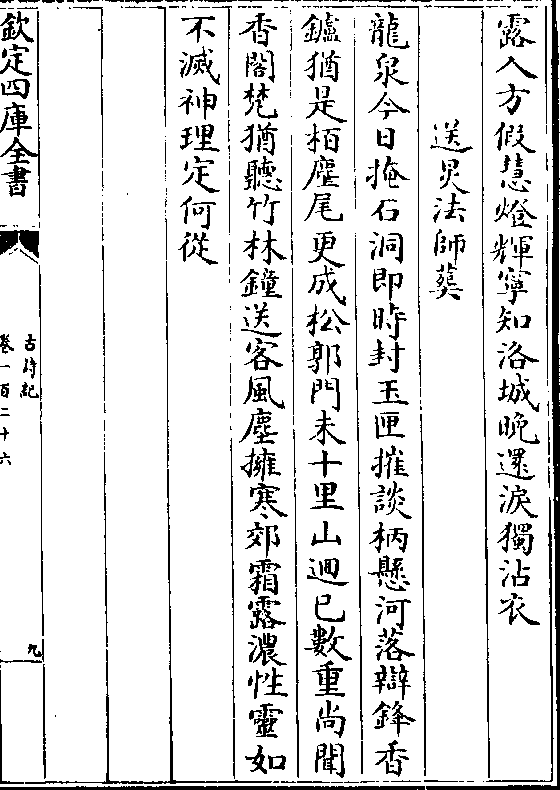 露入方假慧燈輝寧知洛城晚還淚獨沾衣
送炅法師葬
龍泉今日掩石洞即時封玉匣摧談柄懸河落辯鋒香
鑪猶是栢麈尾更成松郭門未十里山迴已數重尚聞
香閣梵猶聽竹林鐘送客風塵擁寒郊霜露濃性靈如
不滅神理定何從
欽定四庫全書
古詩紀
卷一百二十六
九